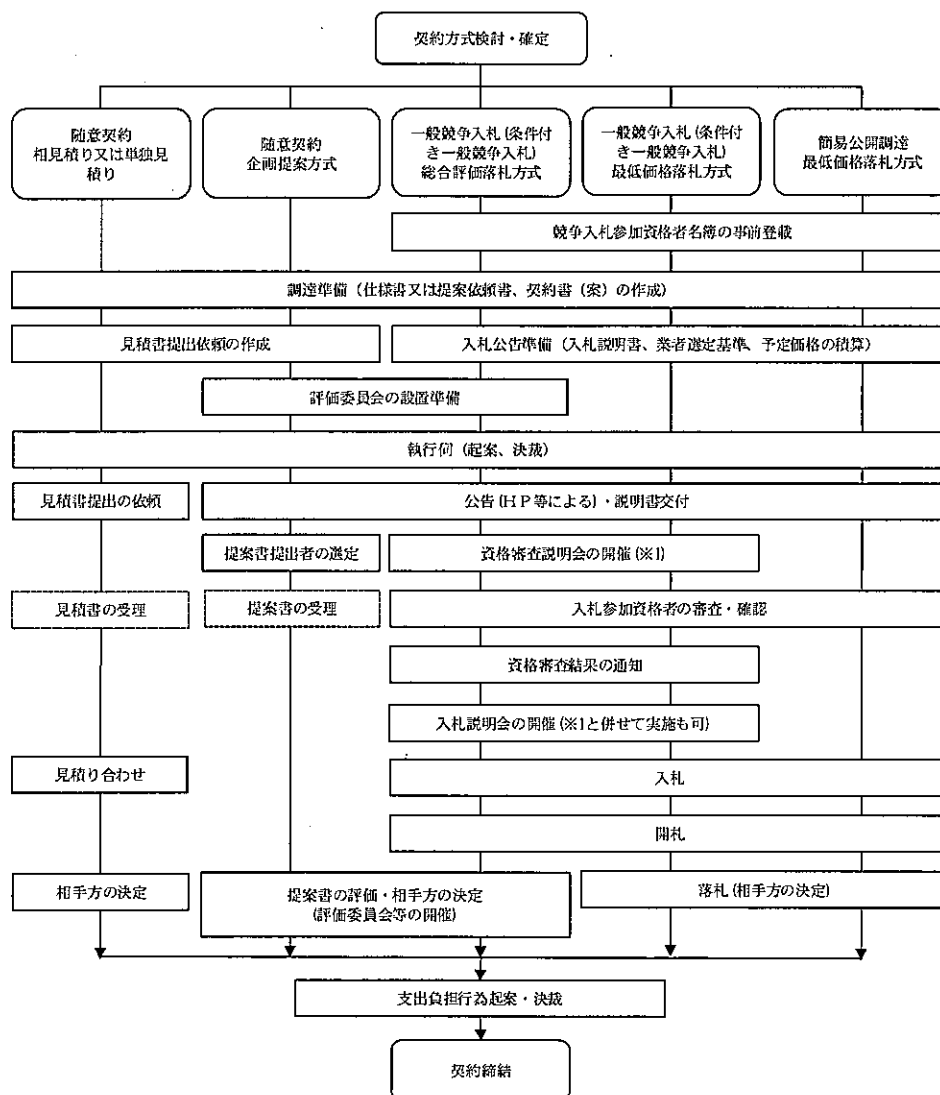 契約方式検討・確定
随意契約
相見積り又は単独見
積り
随意契約
企画提案方式
一般競争入札(条件付
き一般競争入札)
総合評価落札方式
一般競争入札(条件付
き一般競争入札)
最低価格落札方式
簡易公開調達
最低価格落札方式
競争入札参加資格者名簿の事前登載
調達準備(仕様書又は提案依頼書、契約書(案)の作成)
見積書提出依頼の作成
入札公告準備(入札説明書、業者選定基準、予定価格の積算)
評価委員会の設置準備
執行伺(起案、決裁)
見積書提出の依頼
公告(HP等による)・説明書交付
提案書提出者の選定
資格審査説明会の開催(※1)
見積書の受理
提案書の受理
入札参加資格者の審査・確認
資格審査結果の通知
入札説明会の開催(※1と併せて実施も可)
見積り合わせ
入札
開札
相手方の決定
提案書の評価・相手方の決定
(評価委員会等の開催)
落札(相手方の決定)
支出負担行為起案・決裁
契約締結